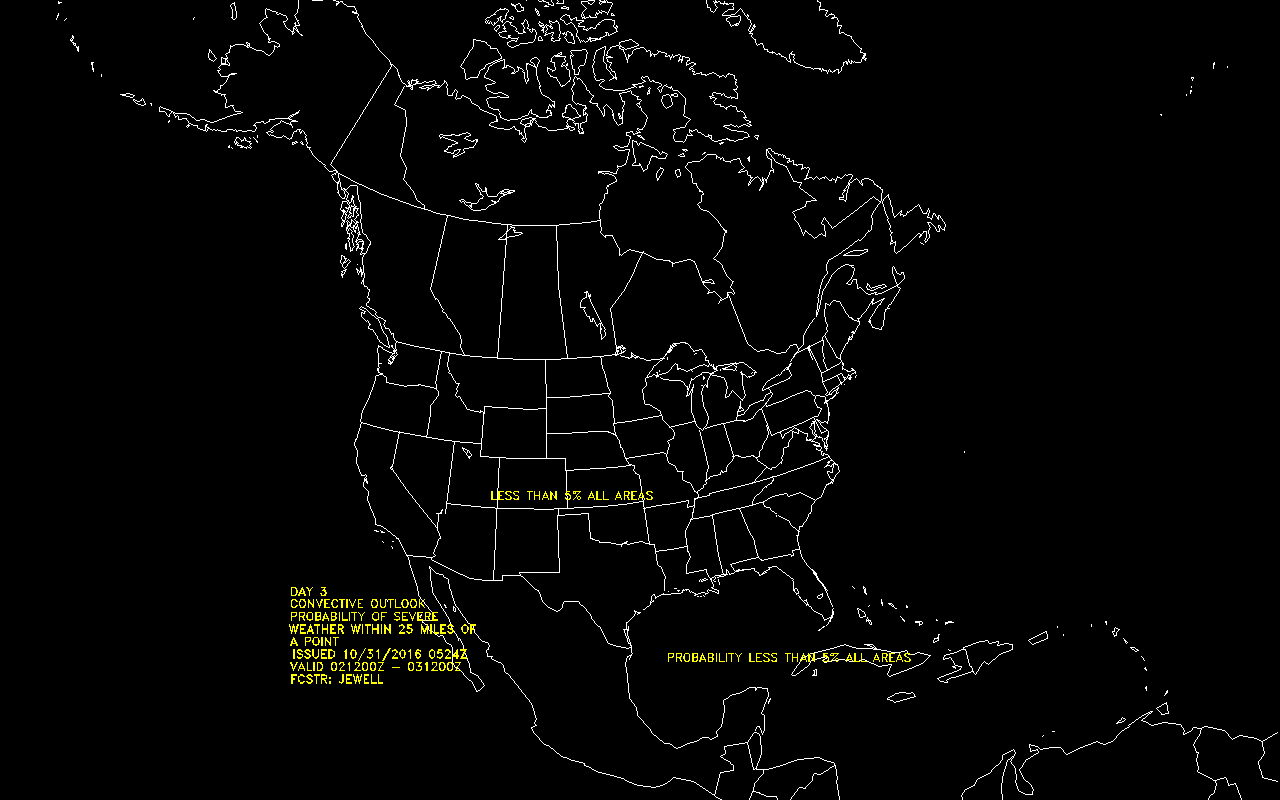 LESS THAN 5% ALL AREAS
DAY 3
CONVECTIVE OUTLOOK
PROBABILITY OF SEVERE
WEATHER WITHIN 25 MILES OF
A POINT
ISSUED 10/31/2016 0524Z
VALID 021200Z - 031200Z
FCSTR: JEWELL
PROBABILITY LESS THAN 5% ALL AREAS